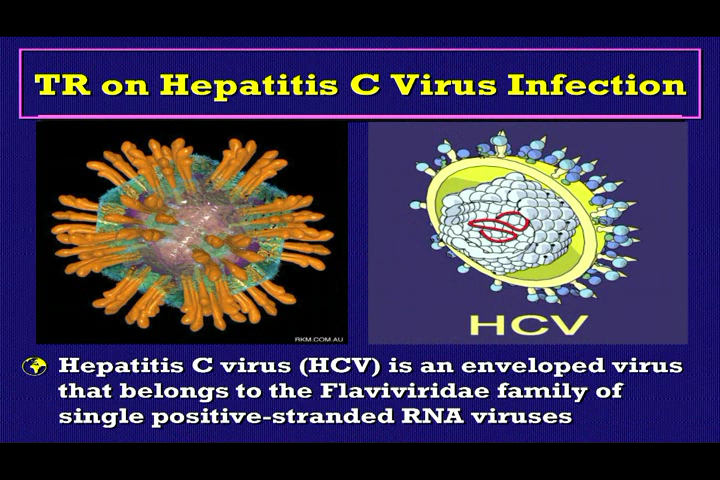 TR on Hepatitis C Virus Infection
RKM.COM.AU
HCV
Hepatitis C virus (HCV) is an enveloped virus
that belongs to the Flaviviridae family of
single positive-stranded RNA viruses